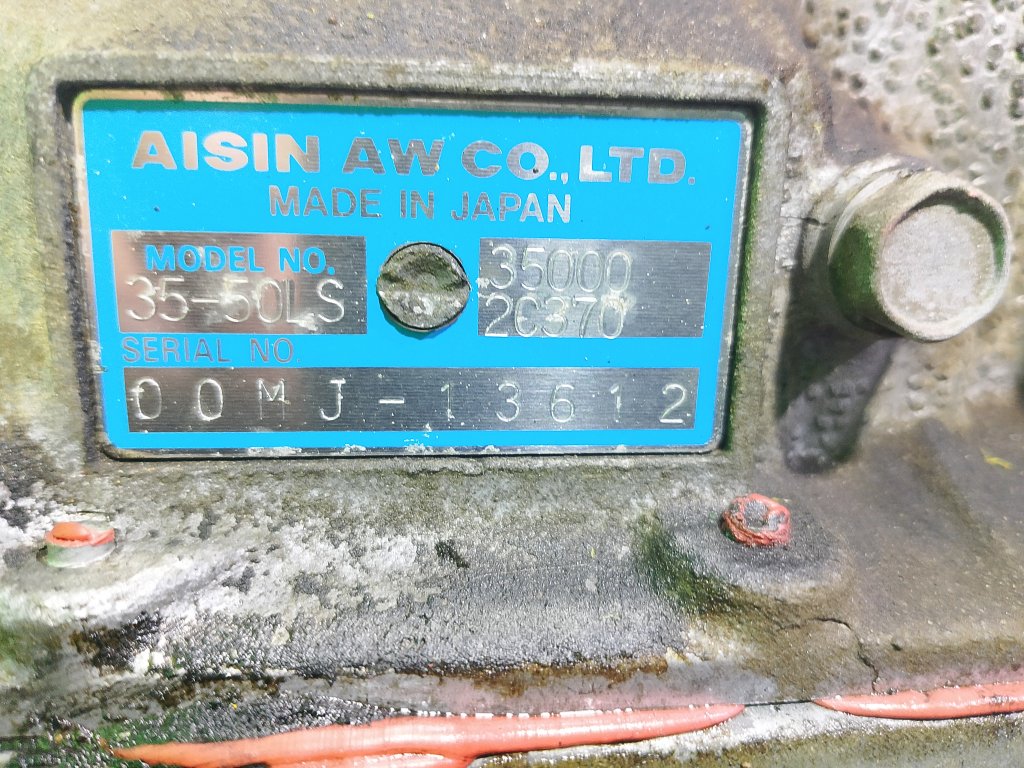 AISIN AW CO., LTD.
MADE IN JAPAN
MODEL NO.
35-50LS
35000
2C370
SERIAL NO.
00MJ-13612